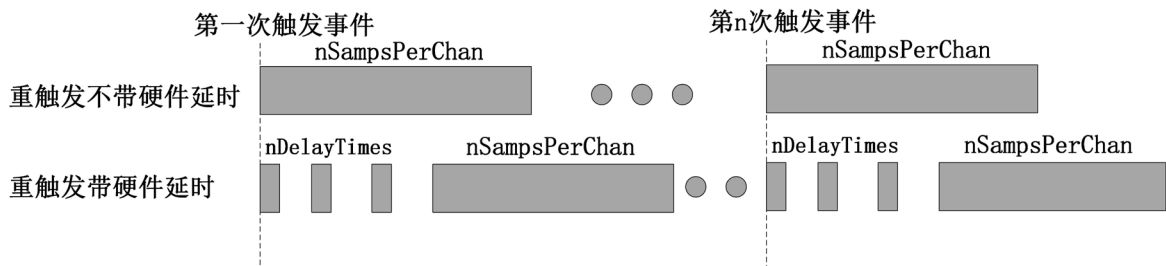 第一次触发事件
第n次触发事件
nSampsPerChan
nSampsPerChan
重触发不带硬件延时
nDelayTimes
nSampsPerChan
nDelayTimes
nSampsPerChan
重触发带硬件延时